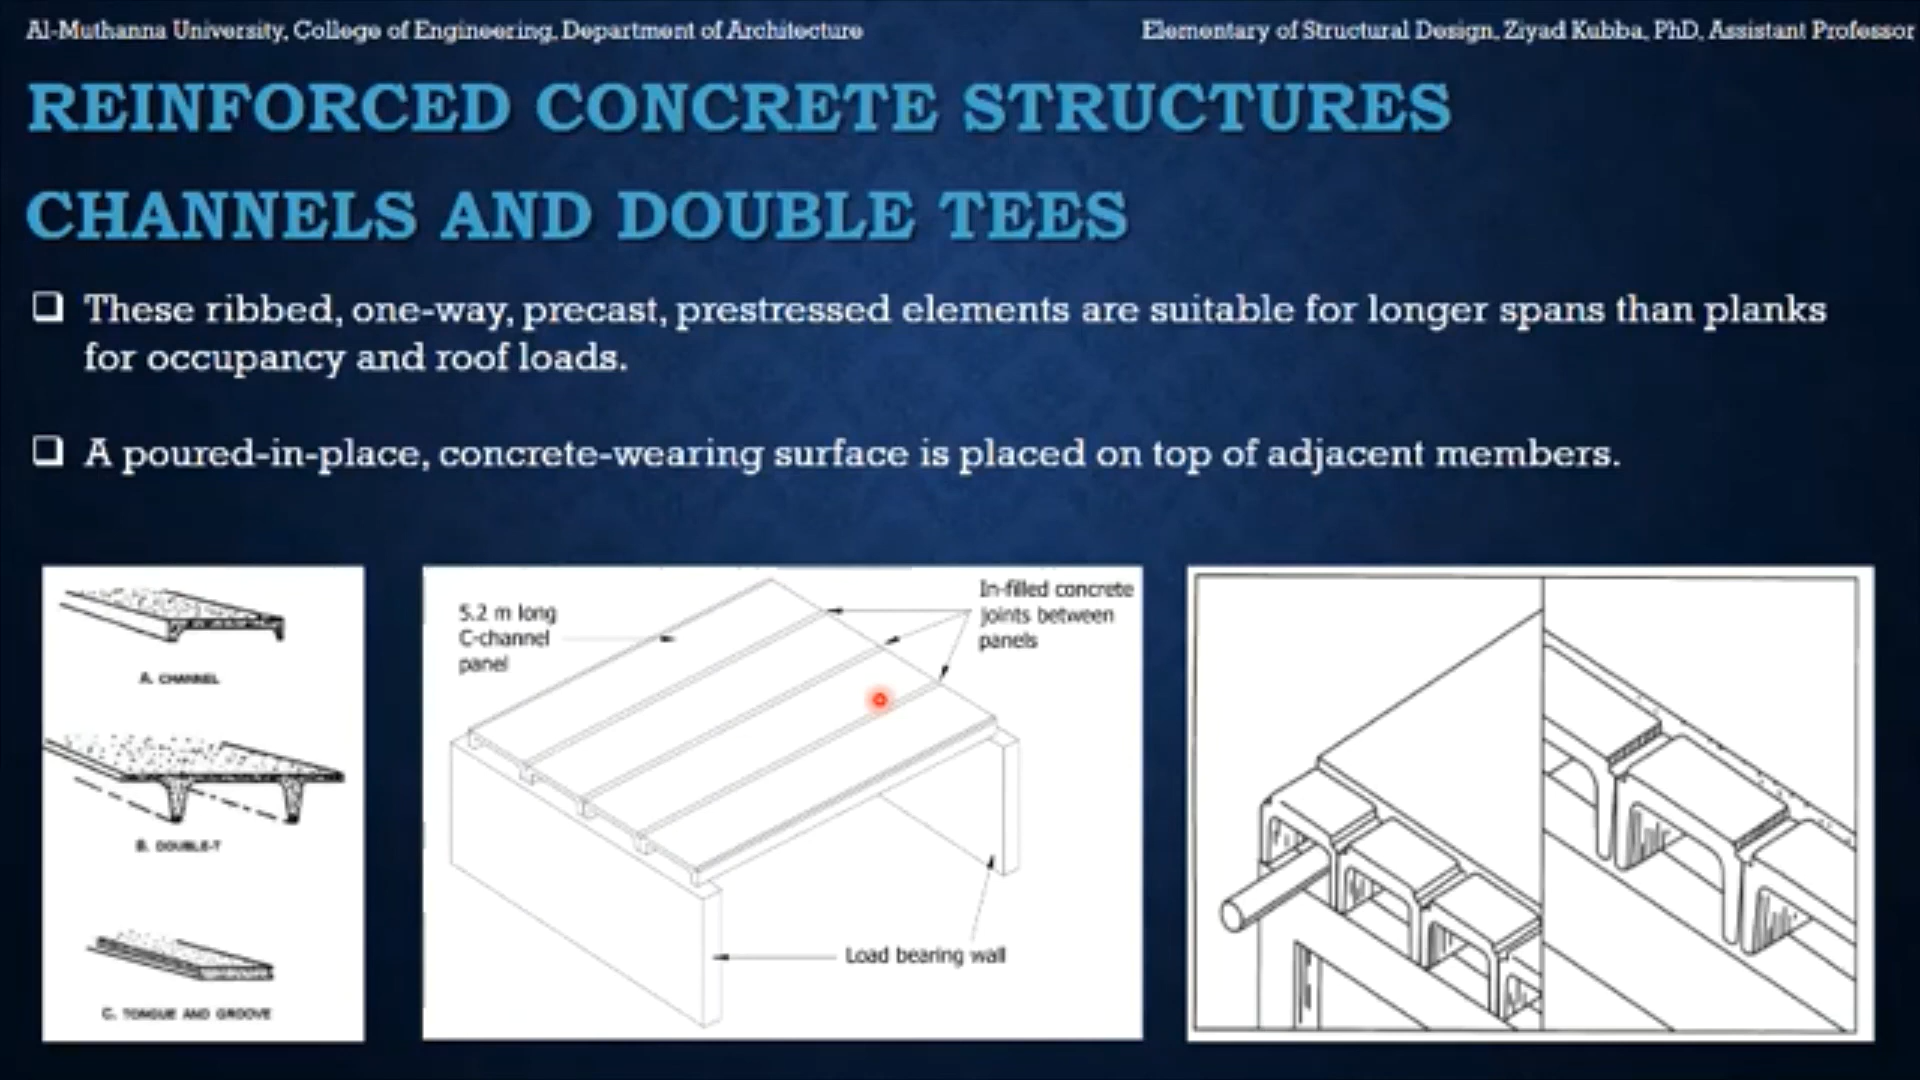 Al-Muthanna University, College of Engineering, Department of Architecture
Elementary of Structural Design, Ziyad Kubba, PhD, Assistant Professor
REINFORCED CONCRETE STRUCTURES
CHANNELS AND DOUBLE TEES
❑ These ribbed, one-way, precast, prestressed elements are suitable for longer spans than planks
for occupancy and roof loads.
❑ A poured-in-place, concrete-wearing surface is placed on top of adjacent members.
A. CHANNEL
B. DOUBLE-T
C. TONGUE AND GROOVE
5.2 m long
C-channel
panel
In-filled concrete
joints between
panels
Load bearing wall